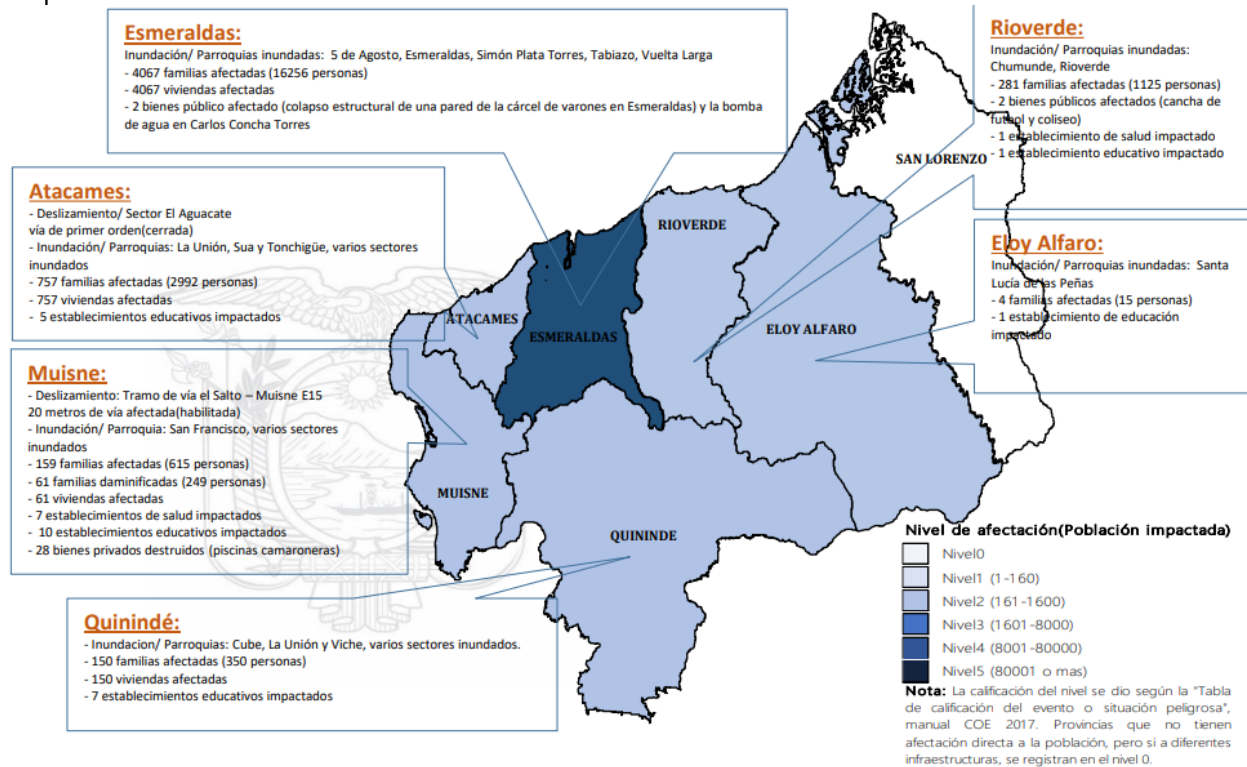 Esmeraldas:
Inundación/ Parroquias inundadas: 5 de Agosto, Esmeraldas, Simón Plata Torres, Tabiazo, Vuelta Larga
- 4067 familias afectadas (16256 personas)
- 4067 viviendas afectadas
- 2 bienes público afectado (colapso estructural de una pared de la cárcel de varones en Esmeraldas) y la bomba
de agua en Carlos Concha Torres
Rioverde:
Inundación/ Parroquias inundadas:
Chumunde, Rioverde
- 281 familias afectadas (1125 personas)
- 2 bienes públicos afectados (cancha de
futbol y coliseo)
- 1 establecimiento de salud impactado
- 1 establecimiento educativo impactado
Atacames:
- Deslizamiento/ Sector El Aguacate
vía de primer orden(cerrada)
- Inundación/ Parroquias: La Unión, Sua y Tonchigüe, varios sectores
inundados
- 757 familias afectadas (2992 personas)
- 757 viviendas afectadas
- 5 establecimientos educativos impactados
Eloy Alfaro:
Inundación/ Parroquias inundadas: Santa
Lucía de las Peñas
- 4 familias afectadas (15 personas)
- 1 establecimiento de educación
impactado
Muisne:
- Deslizamiento: Tramo de vía el Salto – Muisne E15
20 metros de vía afectada(habilitada)
- Inundación/ Parroquia: San Francisco, varios sectores
inundados
- 159 familias afectadas (615 personas)
- 61 familias daminificadas (249 personas)
- 61 viviendas afectadas
- 7 establecimientos de salud impactados
- 10 establecimientos educativos impactados
- 28 bienes privados destruidos (piscinas camaroneras)
Quinindé:
- Inundacion/ Parroquias: Cube, La Unión y Viche, varios sectores inundados.
- 150 familias afectadas (350 personas)
- 150 viviendas afectadas
- 7 establecimientos educativos impactados
SAN LORENZO
RIOVERDE
ATACAMES
ESMERALDAS
ELOY ALFARO
MUISNE
QUININDE
Nivel de afectación(Población impactada)
Nivel0
Nivel1 (1-160)
Nivel2 (161-1600)
Nivel3 (1601-8000)
Nivel4 (8001-80000)
Nivel5 (80001 o mas)
Nota: La calificación del nivel se dio según la "Tabla
de calificación del evento o situación peligrosa",
manual COE 2017. Provincias que no tienen
afectación directa a la población, pero si a diferentes
infraestructuras, se registran en el nivel 0.